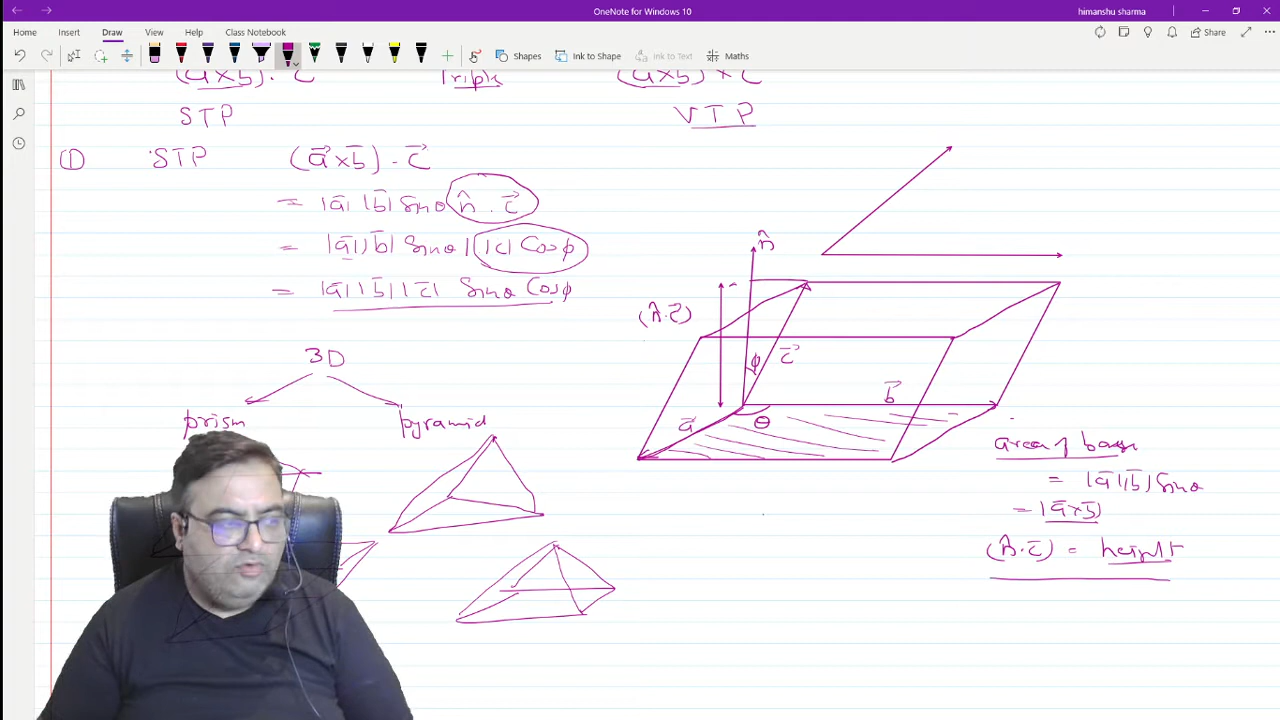 OneNote for Windows 10
himanshu sharma
Home Insert Draw View Help Class Notebook
Share
Shapes Ink to Shape Ink to Text Maths
(a⃗×b̄)·c⃗ Triple (a⃗×b̄)×c⃗
STP VTP
① STP (a⃗×b̄)·c⃗
= |ā| |b̄| sinθ n̂·c⃗
= |ā||b̄| sinθ |c| cosφ
= |ā||b̄||c̄| sinθ cosφ
3D
prism pyramid
n̂
(n̂·c̄)
φ c⃗
b⃗
a⃗ θ
area of base
= |ā||b̄|sinθ
= |ā×b̄|
(n̂·c̄) = height